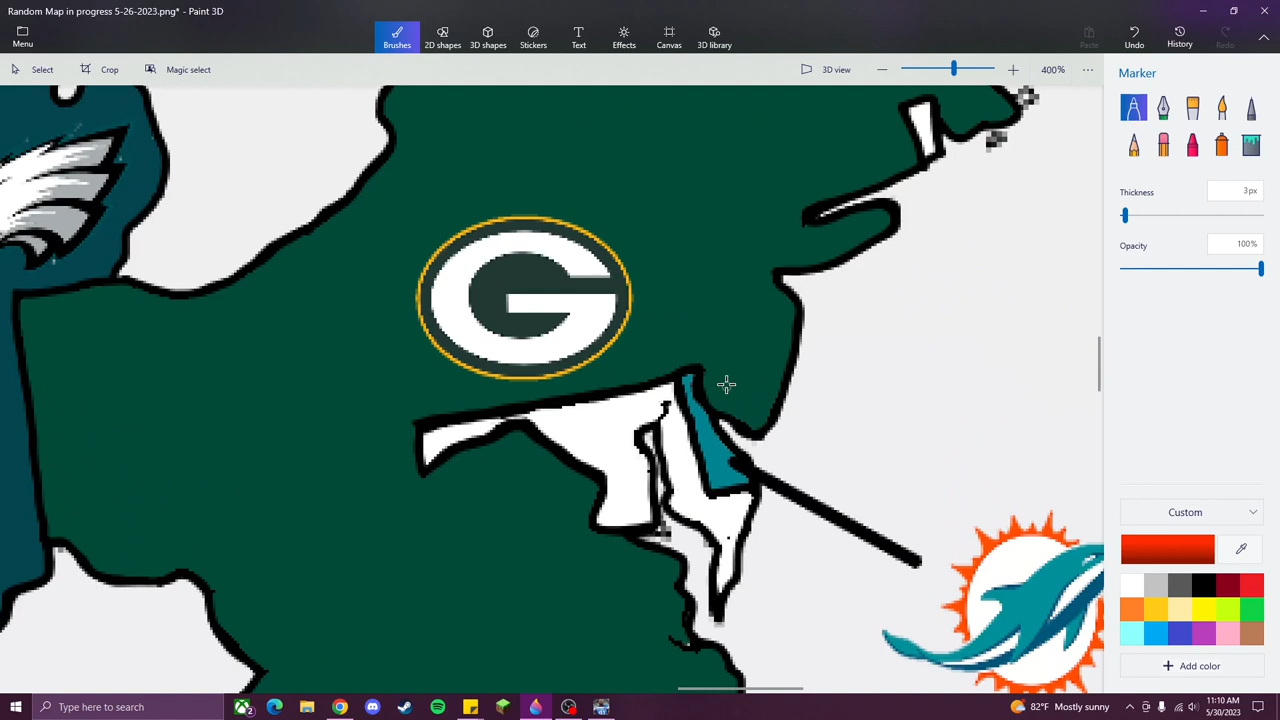 Random Map in progress 5-26-2023.png* - Paint 3D
Menu
Brushes
2D shapes
3D shapes
Stickers
Text
Effects
Canvas
3D library
Paste
Undo
History
Redo
Select
Crop
Magic select
3D view
400%
Marker
Thickness
3px
Opacity
100%
G
Custom
Add color
Type here to search
2
82°F Mostly sunny
11:10 AM
5/30/2023